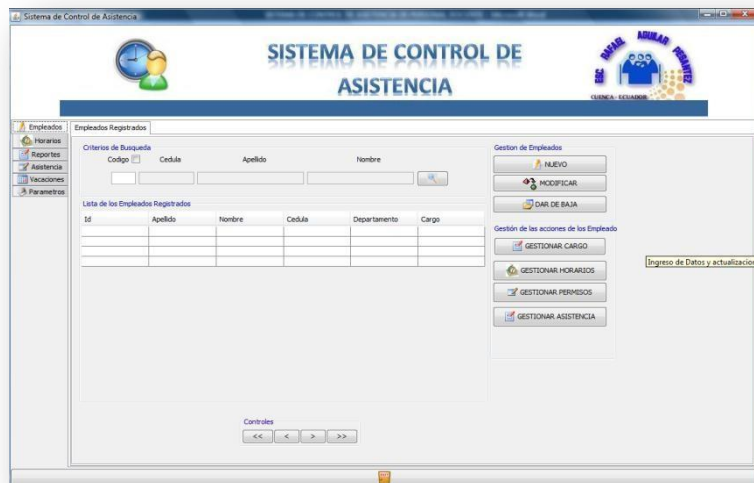 Sistema de Control de Asistencia
SISTEMA DE CONTROL DE
ASISTENCIA
EGC RAFAEL AGUILAR PESANTEZ
CUENCA - ECUADOR
Empleados
Horarios
Reportes
Asistencia
Vacaciones
Parametros
Empleados Registrados
Criterios de Busqueda
Codigo Cedula Apellido Nombre
Lista de los Empleados Registrados
Id Apellido Nombre Cedula Departamento Cargo
Controles
<< < > >>
Gestion de Empleados
NUEVO
MODIFICAR
DAR DE BAJA
Gestión de las acciones de los Empleado
GESTIONAR CARGO
GESTIONAR HORARIOS
GESTIONAR PERMISOS
GESTIONAR ASISTENCIA
Ingreso de Datos y actualizacio